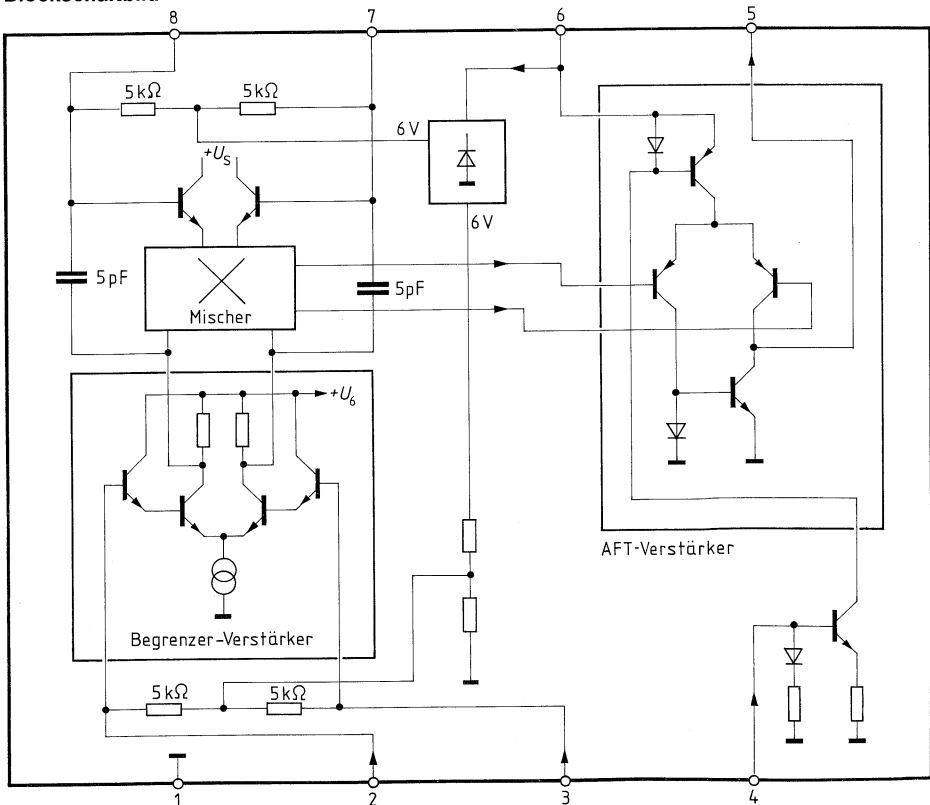 8
7
6
5
5kΩ
5kΩ
6V
+U_S
6V
5pF
5pF
Mischer
+U_6
AFT-Verstärker
Begrenzer-Verstärker
5kΩ
5kΩ
1
2
3
4